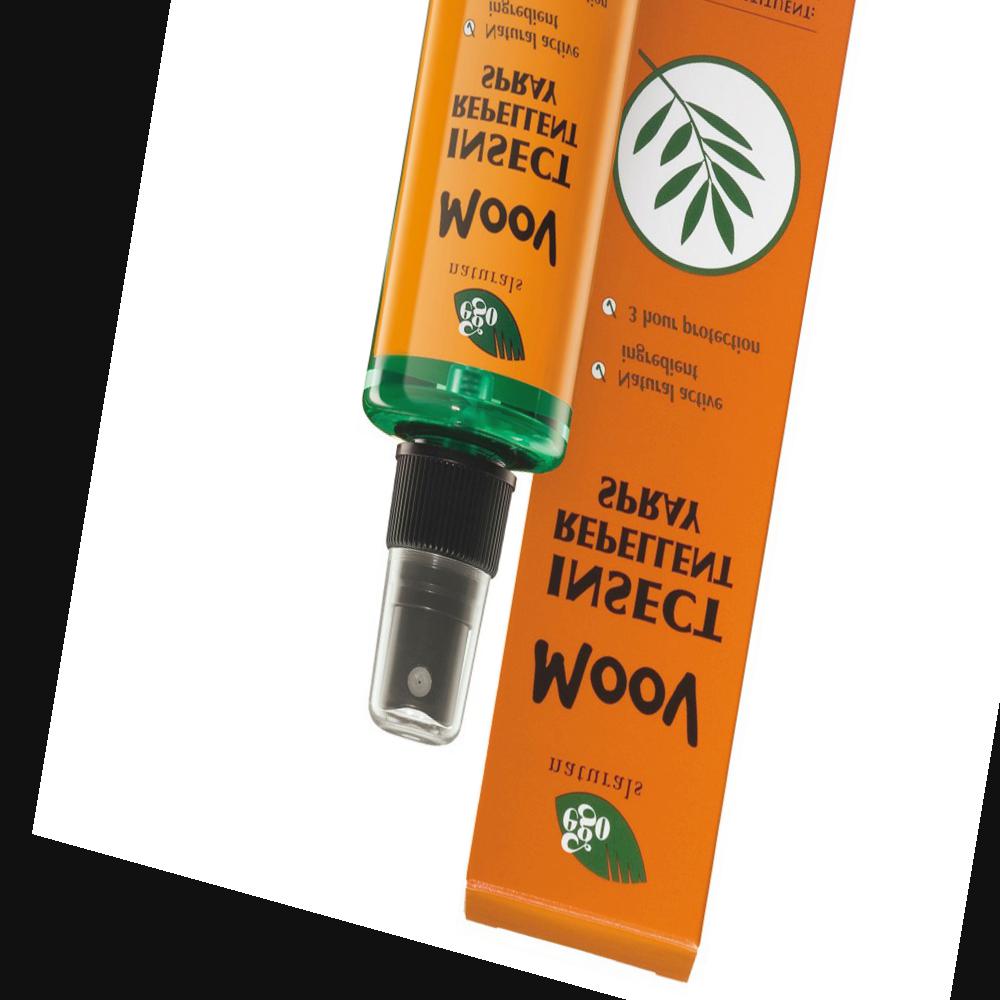 ego
naturals
Moov
INSECT
REPELLENT
SPRAY
Natural active
ingredient
ego
naturals
Moov
INSECT
REPELLENT
SPRAY
Natural active
ingredient
3 hour protection